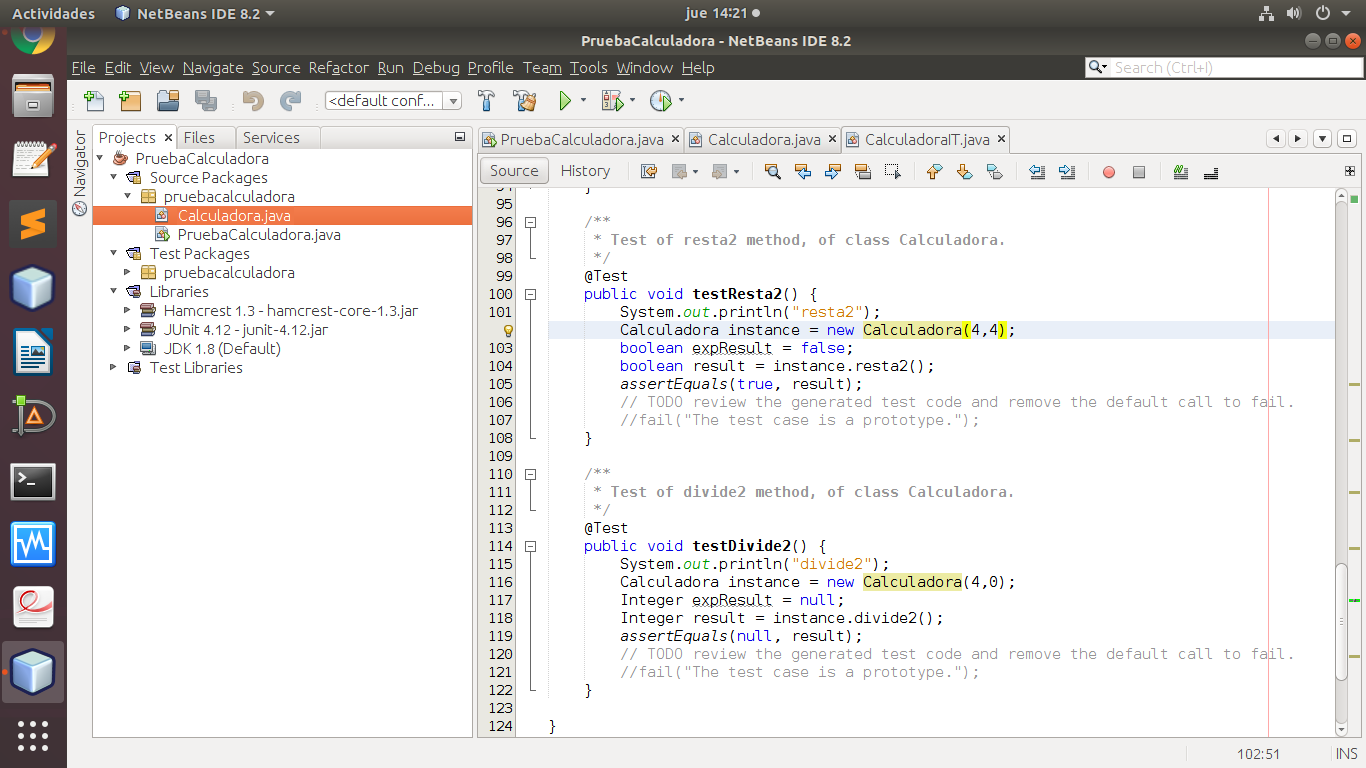 Actividades NetBeans IDE 8.2 jue 14:21
PruebaCalculadora - NetBeans IDE 8.2
File Edit View Navigate Source Refactor Run Debug Profile Team Tools Window Help Search (Ctrl+I)
<default conf...
Navigator
Projects Files Services
PruebaCalculadora
Source Packages
pruebacalculadora
Calculadora.java
PruebaCalculadora.java
Test Packages
pruebacalculadora
Libraries
Hamcrest 1.3 - hamcrest-core-1.3.jar
JUnit 4.12 - junit-4.12.jar
JDK 1.8 (Default)
Test Libraries
PruebaCalculadora.java Calculadora.java CalculadoraIT.java
Source History
94 }
95
96 /**
97 * Test of resta2 method, of class Calculadora.
98 */
99 @Test
100 public void testResta2() {
101 System.out.println("resta2");
Calculadora instance = new Calculadora(4,4);
103 boolean expResult = false;
104 boolean result = instance.resta2();
105 assertEquals(true, result);
106 // TODO review the generated test code and remove the default call to fail.
107 //fail("The test case is a prototype.");
108 }
109
110 /**
111 * Test of divide2 method, of class Calculadora.
112 */
113 @Test
114 public void testDivide2() {
115 System.out.println("divide2");
116 Calculadora instance = new Calculadora(4,0);
117 Integer expResult = null;
118 Integer result = instance.divide2();
119 assertEquals(null, result);
120 // TODO review the generated test code and remove the default call to fail.
121 //fail("The test case is a prototype.");
122 }
123
124 }
102:51 INS